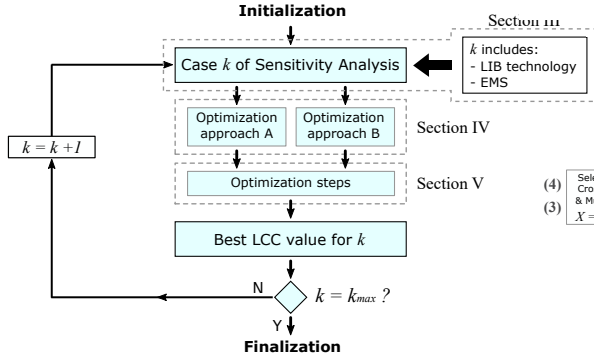 Initialization
Section III
Case k of Sensitivity Analysis
k includes:
- LIB technology
- EMS
Optimization
approach A
Optimization
approach B
Section IV
k = k +1
Optimization steps
Section V
(4)
(3)
& M
X =
Best LCC value for k
N
k = kmax ?
Y
Finalization